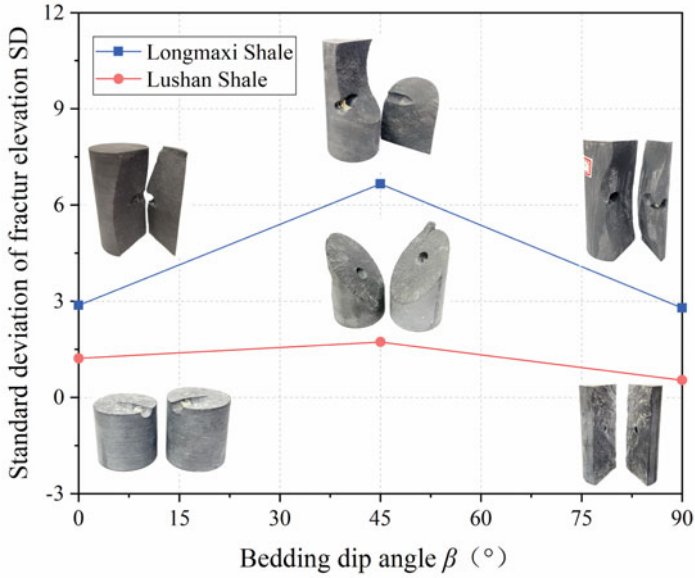 12
9
6
3
0
-3
Standard deviation of fractur elevation SD
Longmaxi Shale
Lushan Shale
0 15 30 45 60 75 90
Bedding dip angle β (°)